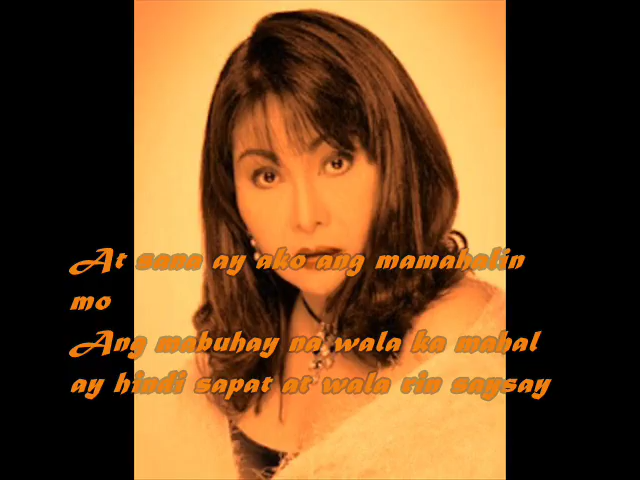 At sana ay ako ang mamahalin
mo
Ang mabuhay na wala ka mahal
ay hindi sapat at wala rin saysay